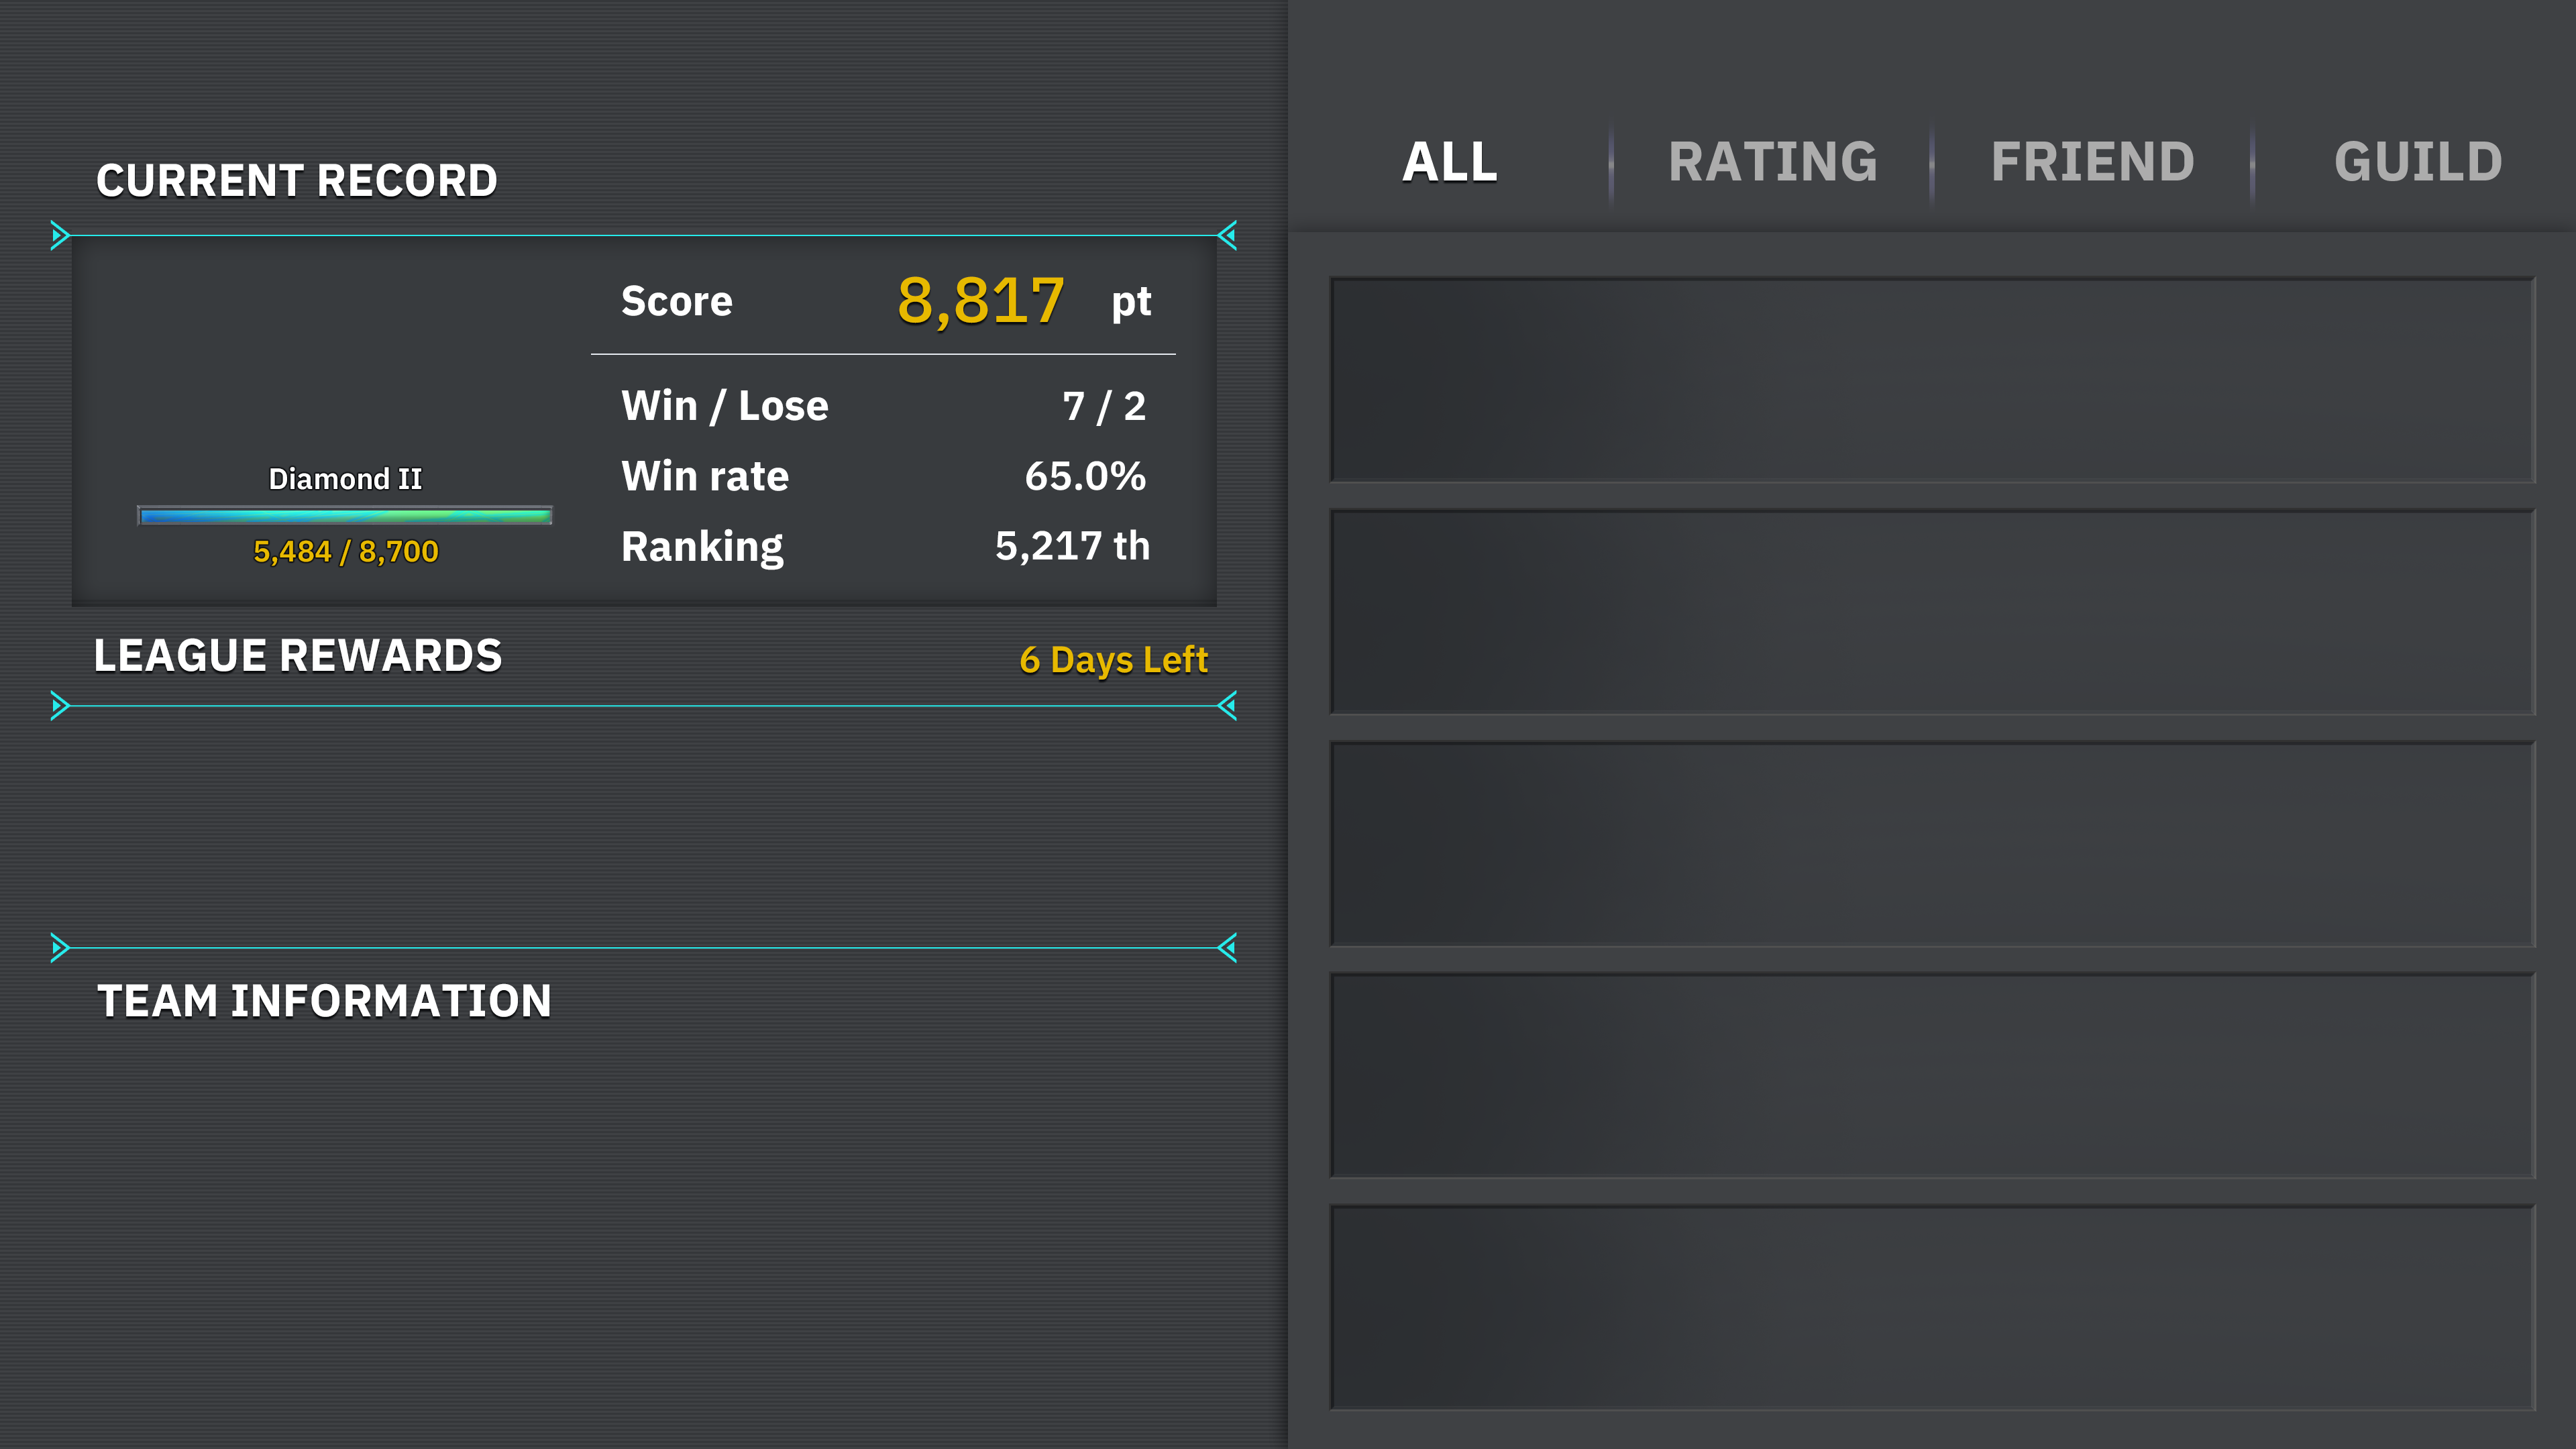 CURRENT RECORD
Score 8,817 pt
Win / Lose 7 / 2
Win rate 65.0%
Ranking 5,217 th
Diamond II
5,484 / 8,700
LEAGUE REWARDS
6 Days Left
TEAM INFORMATION
ALL
RATING
FRIEND
GUILD